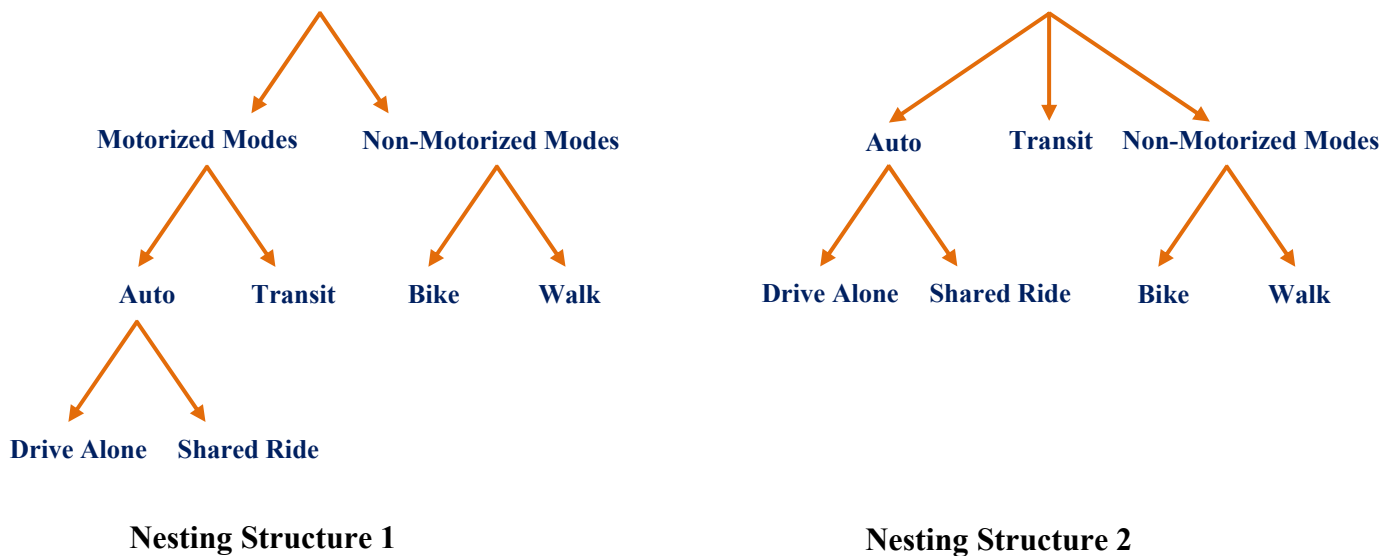 Motorized Modes
Non-Motorized Modes
Auto
Transit
Bike
Walk
Drive Alone
Shared Ride
Nesting Structure 1
Auto
Transit
Non-Motorized Modes
Drive Alone
Shared Ride
Bike
Walk
Nesting Structure 2